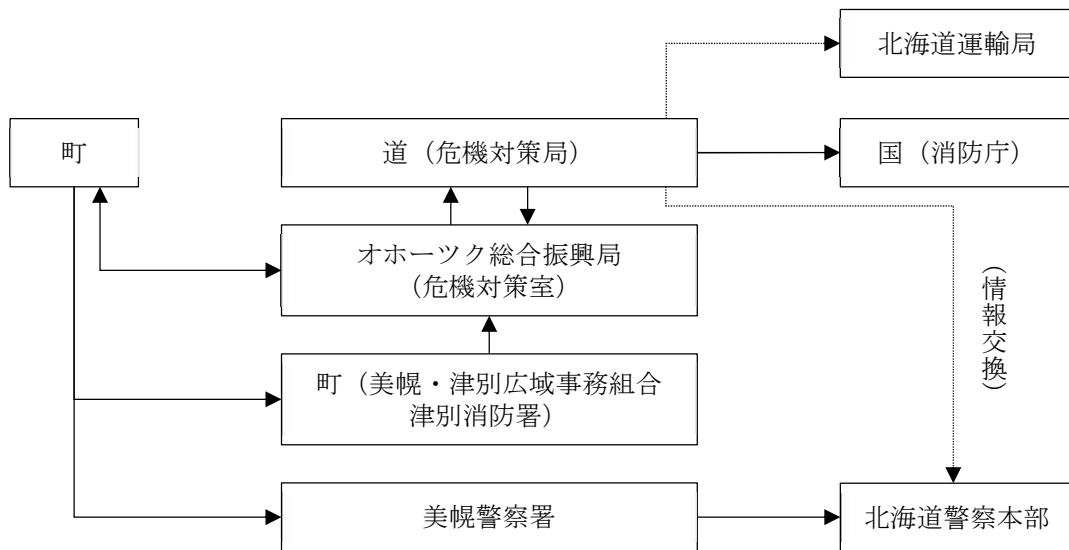 北海道運輸局
町
道（危機対策局）
国（消防庁）
オホーツク総合振興局
（危機対策室）
（情報交換）
町（美幌・津別広域事務組合
津別消防署）
美幌警察署
北海道警察本部